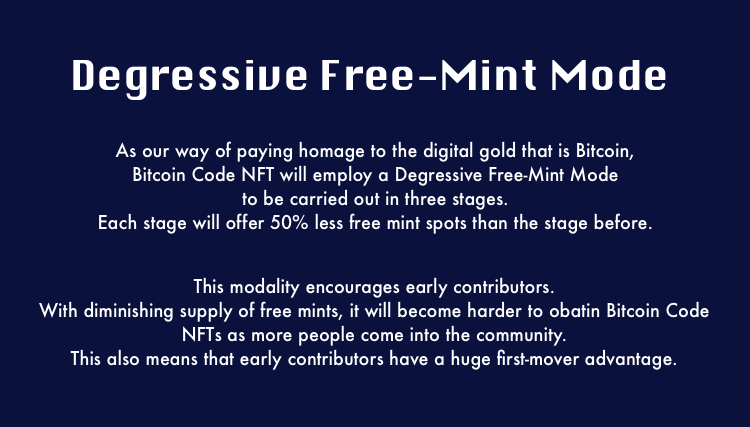 Degressive Free-Mint Mode
As our way of paying homage to the digital gold that is Bitcoin,
Bitcoin Code NFT will employ a Degressive Free-Mint Mode
to be carried out in three stages.
Each stage will offer 50% less free mint spots than the stage before.
This modality encourages early contributors.
With diminishing supply of free mints, it will become harder to obatin Bitcoin Code
NFTs as more people come into the community.
This also means that early contributors have a huge first-mover advantage.